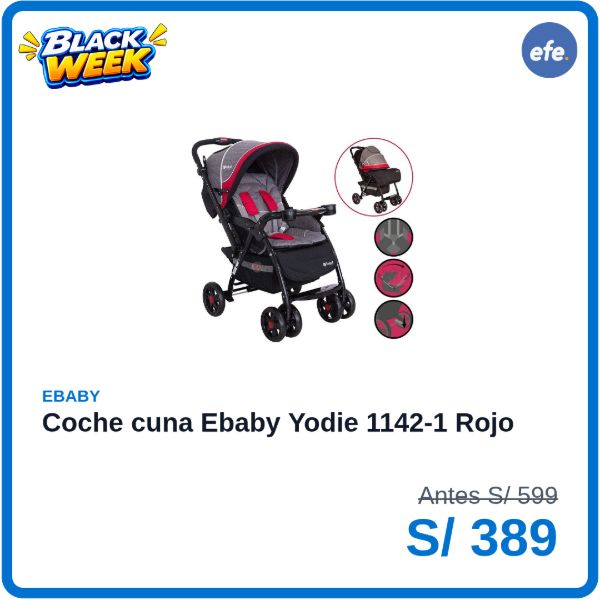 BLACK
WEEK
efe.
EBABY
Coche cuna Ebaby Yodie 1142-1 Rojo
Antes S/ 599
S/ 389